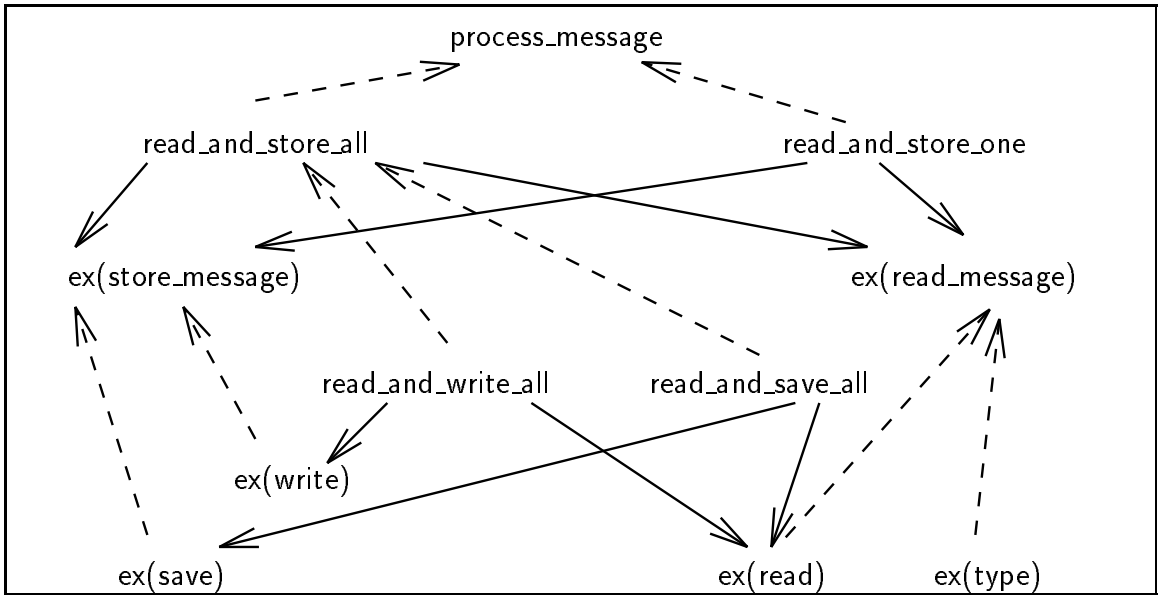 process_message
read_and_store_all
read_and_store_one
ex(store_message)
ex(read_message)
read_and_write_all
read_and_save_all
ex(write)
ex(save)
ex(read)
ex(type)